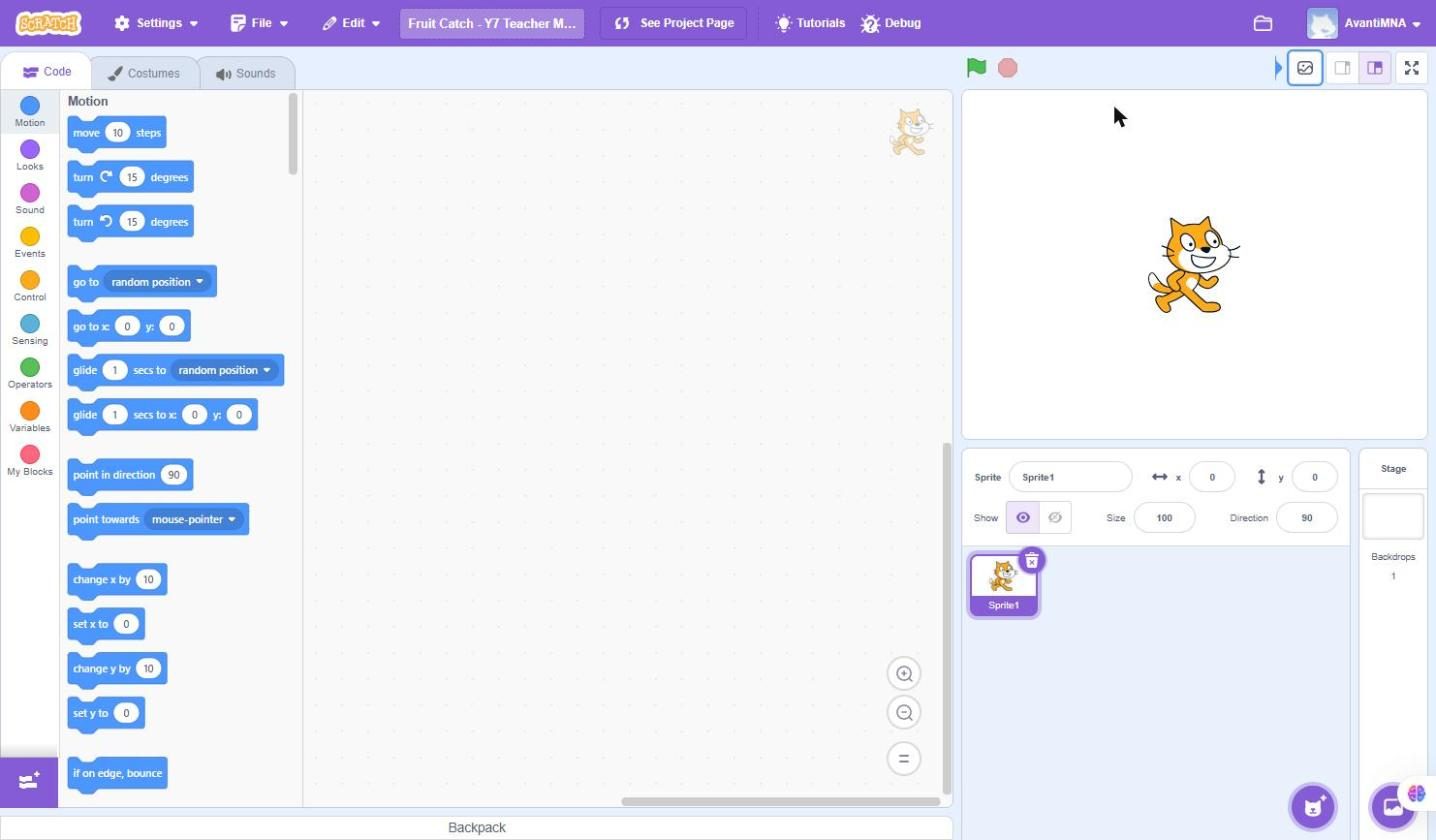 SCRATCH Settings File Edit Fruit Catch - Y7 Teacher M... See Project Page Tutorials Debug AvantiMNA
Code Costumes Sounds
Motion
Looks
Sound
Events
Control
Sensing
Operators
Variables
My Blocks
Motion
move 10 steps
turn 15 degrees
turn 15 degrees
go to random position
go to x: 0 y: 0
glide 1 secs to random position
glide 1 secs to x: 0 y: 0
point in direction 90
point towards mouse-pointer
change x by 10
set x to 0
change y by 10
set y to 0
if on edge, bounce
Backpack
Sprite Sprite1 x 0 y 0
Show Size 100 Direction 90
Sprite1
Stage
Backdrops
1